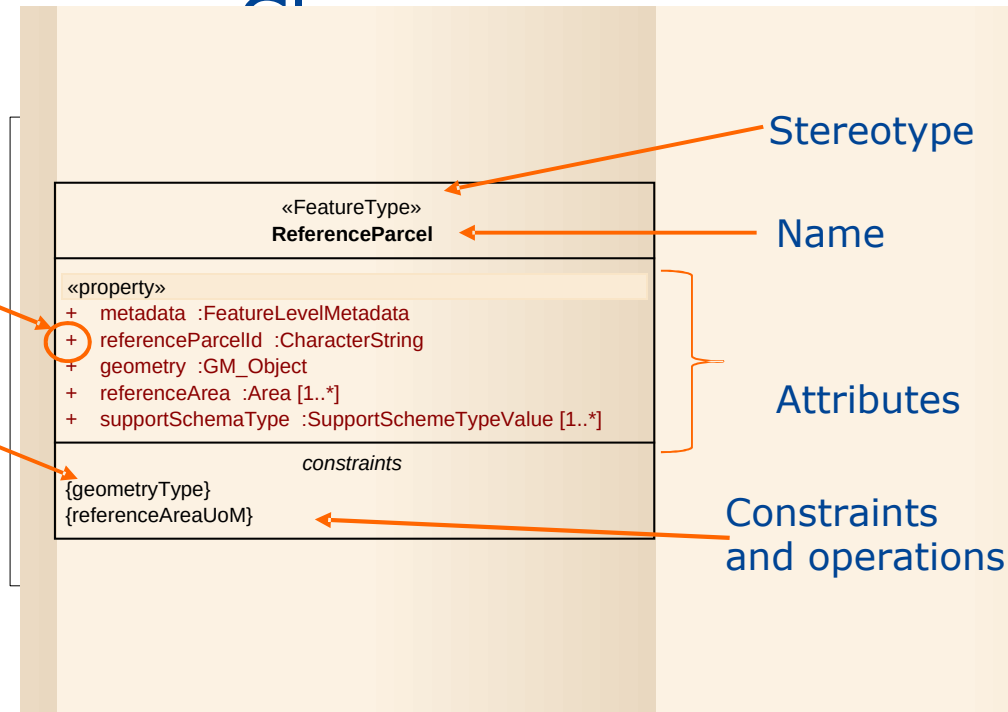 Stereotype
«FeatureType»
ReferenceParcel
Name
«property»
+ metadata :FeatureLevelMetadata
+ referenceParcelId :CharacterString
+ geometry :GM_Object
+ referenceArea :Area [1..*]
+ supportSchemaType :SupportSchemeTypeValue [1..*]
Attributes
constraints
{geometryType}
{referenceAreaUoM}
Constraints
and operations